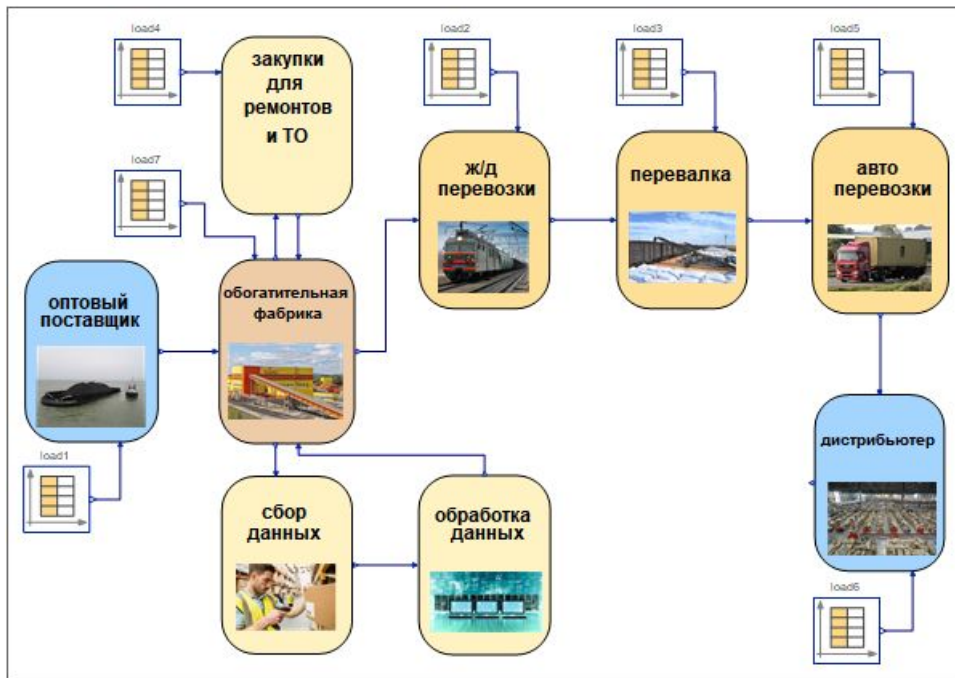 load4
закупки
для
ремонтов
и ТО
load2
load3
load5
load7
ж/д
перевозки
перевалка
авто
перевозки
оптовый
поставщик
обогатительная
фабрика
load1
дистрибьютер
сбор
данных
обработка
данных
load6